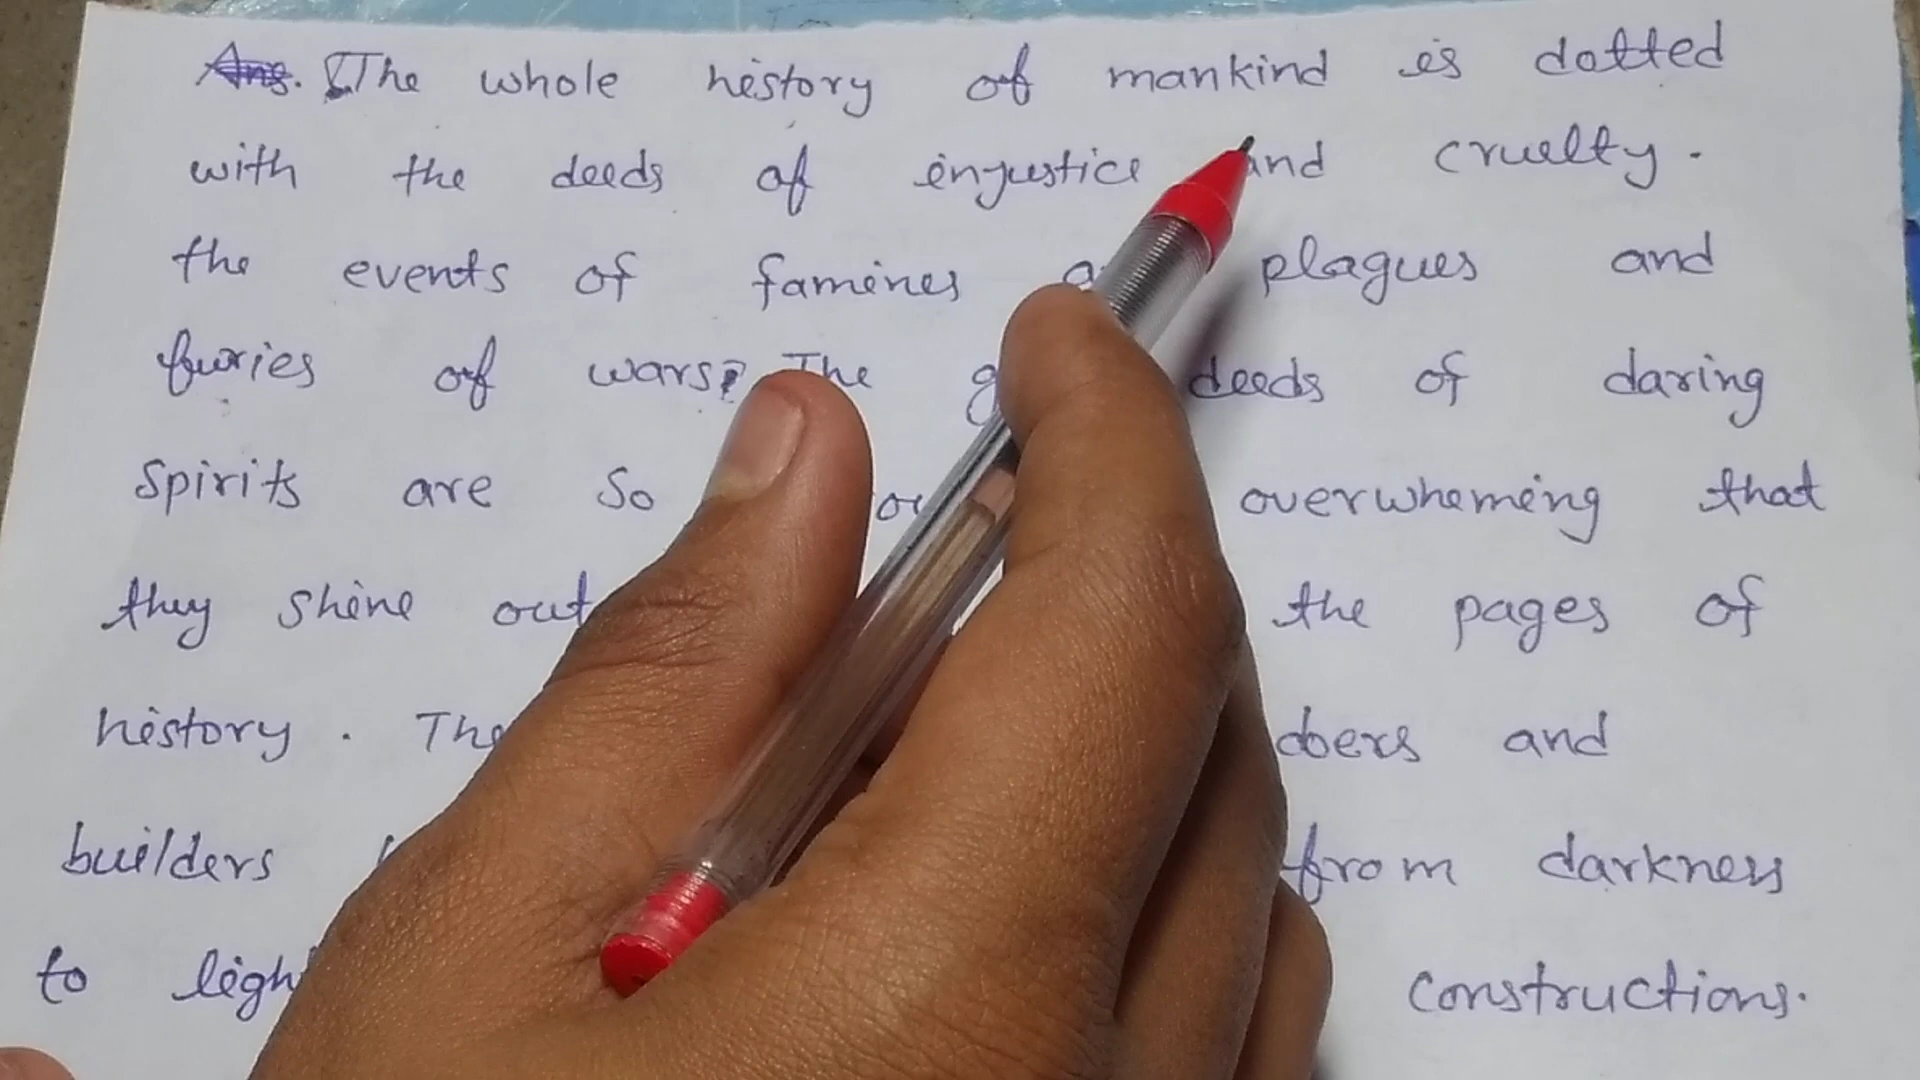 Ans. The whole history of mankind is dotted
with the deeds of injustice and cruelty.
the events of famines plagues and
furies of wars? The deeds of daring
spirits are so overwheming that
they shine out the pages of
history. The and
builders from darkness
to constructions.